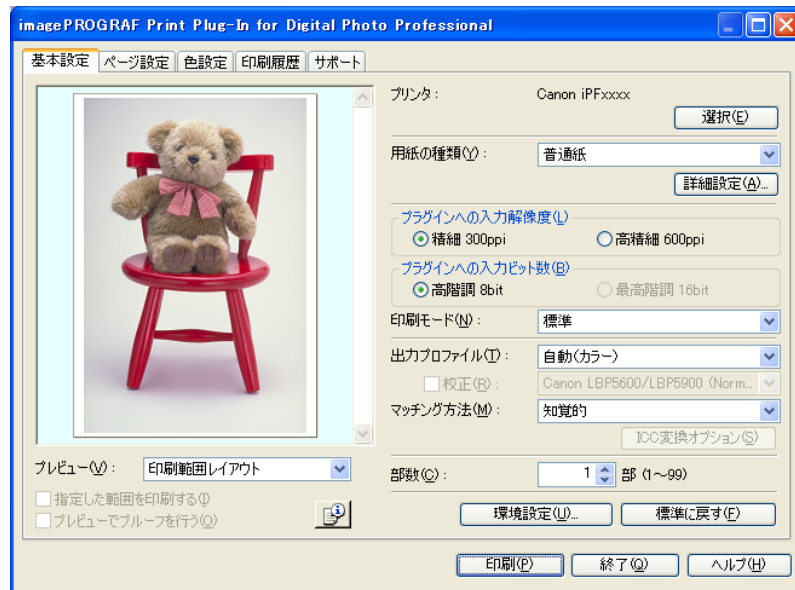 imagePROGRAF Print Plug-In for Digital Photo Professional
基本設定 ページ設定 色設定 印刷履歴 サポート
プリンタ： Canon iPFxxxx
選択(E)
用紙の種類(Y)： 普通紙
詳細設定(A)...
プラグインへの入力解像度(L)
精細 300ppi 高精細 600ppi
プラグインへの入力ビット数(B)
高階調 8bit 最高階調 16bit
印刷モード(N)： 標準
出力プロファイル(T)： 自動(カラー)
校正(R)： Canon LBP5600/LBP5900 (Norm...
マッチング方法(M)： 知覚的
ICC変換オプション(S)
プレビュー(V)： 印刷範囲レイアウト
部数(C)： 1 部 (1～99)
指定した範囲を印刷する(I)
プレビューでプルーフを行う(O)
環境設定(U)... 標準に戻す(F)
印刷(P) 終了(Q) ヘルプ(H)